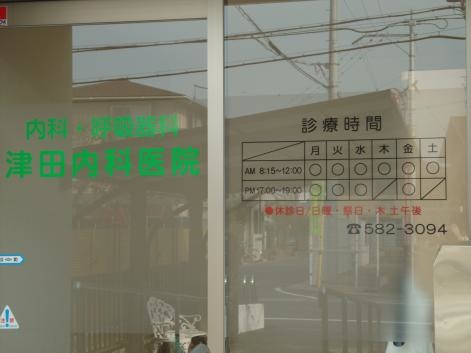 内科・呼吸器科
津田内科医院
診療時間
月 火 水 木 金 土
AM 8:15~12:00 ○ ○ ○ ○ ○ ○
PM 17:00~19:00 ○ ○ ○ ／ ○ ／
●休診日/日曜・祭日・木土午後
☎582-3094